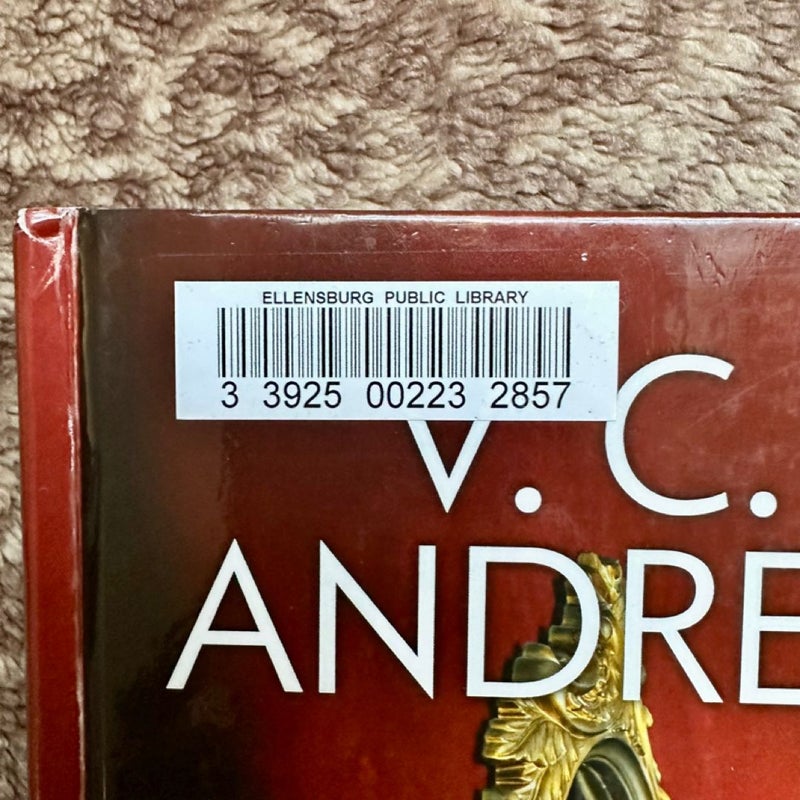 ELLENSBURG PUBLIC LIBRARY
3 3925 00223 2857
V. C.
ANDRE